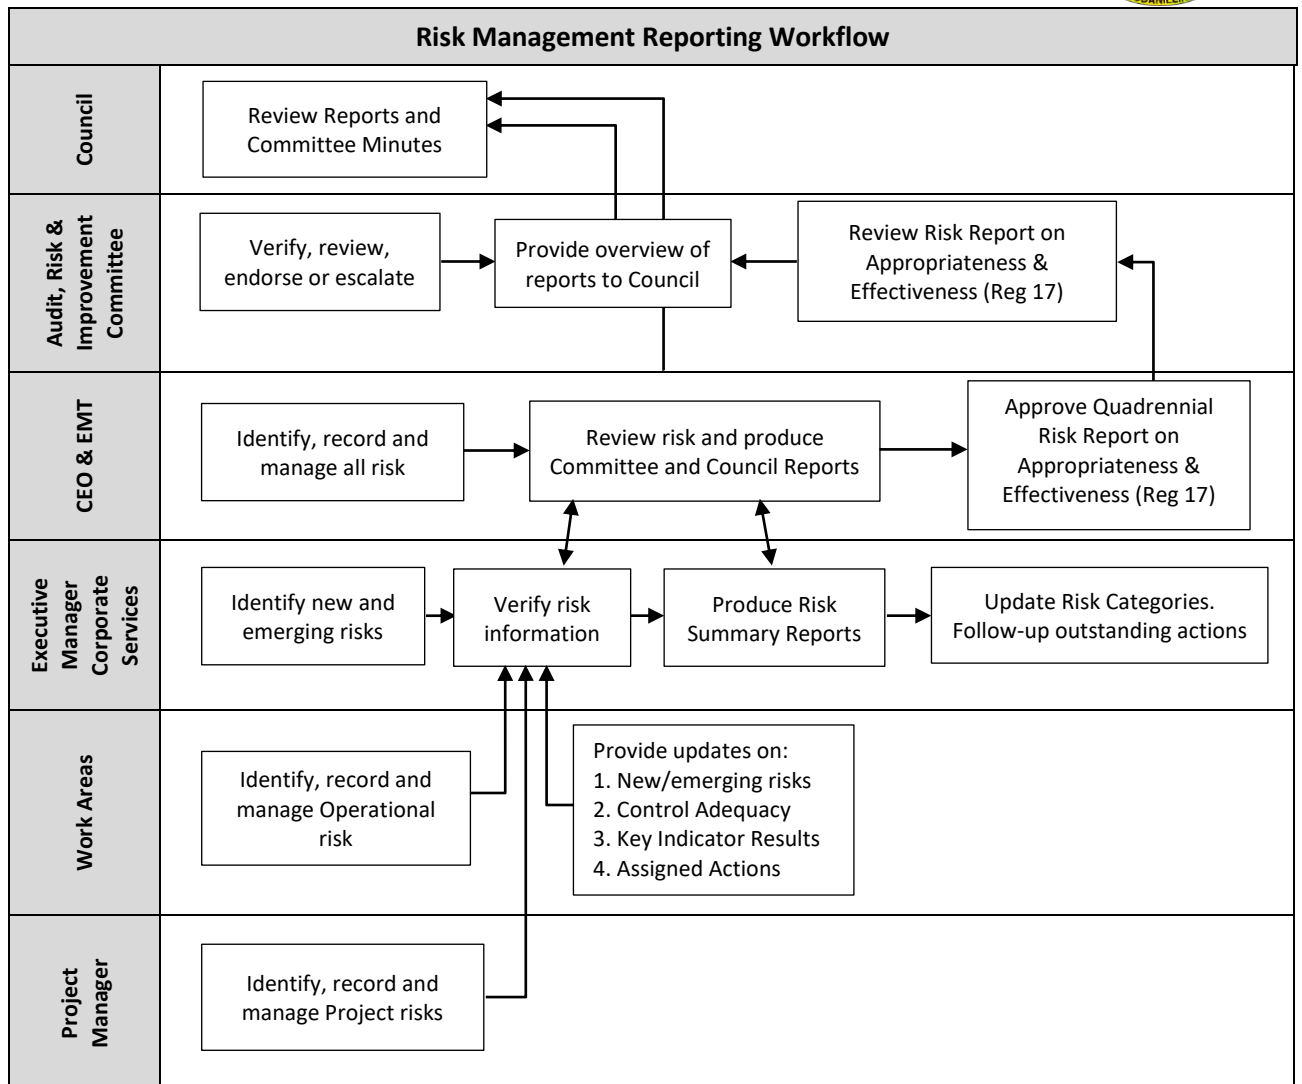 Risk Management Reporting Workflow
Council
Review Reports and
Committee Minutes
Audit, Risk &
Improvement
Committee
Verify, review,
endorse or escalate
Provide overview of
reports to Council
Review Risk Report on
Appropriateness &
Effectiveness (Reg 17)
CEO & EMT
Identify, record and
manage all risk
Review risk and produce
Committee and Council Reports
Approve Quadrennial
Risk Report on
Appropriateness &
Effectiveness (Reg 17)
Executive
Manager
Corporate
Services
Identify new and
emerging risks
Verify risk
information
Produce Risk
Summary Reports
Update Risk Categories.
Follow-up outstanding actions
Work Areas
Identify, record and
manage Operational
risk
Provide updates on:
1. New/emerging risks
2. Control Adequacy
3. Key Indicator Results
4. Assigned Actions
Project
Manager
Identify, record and
manage Project risks